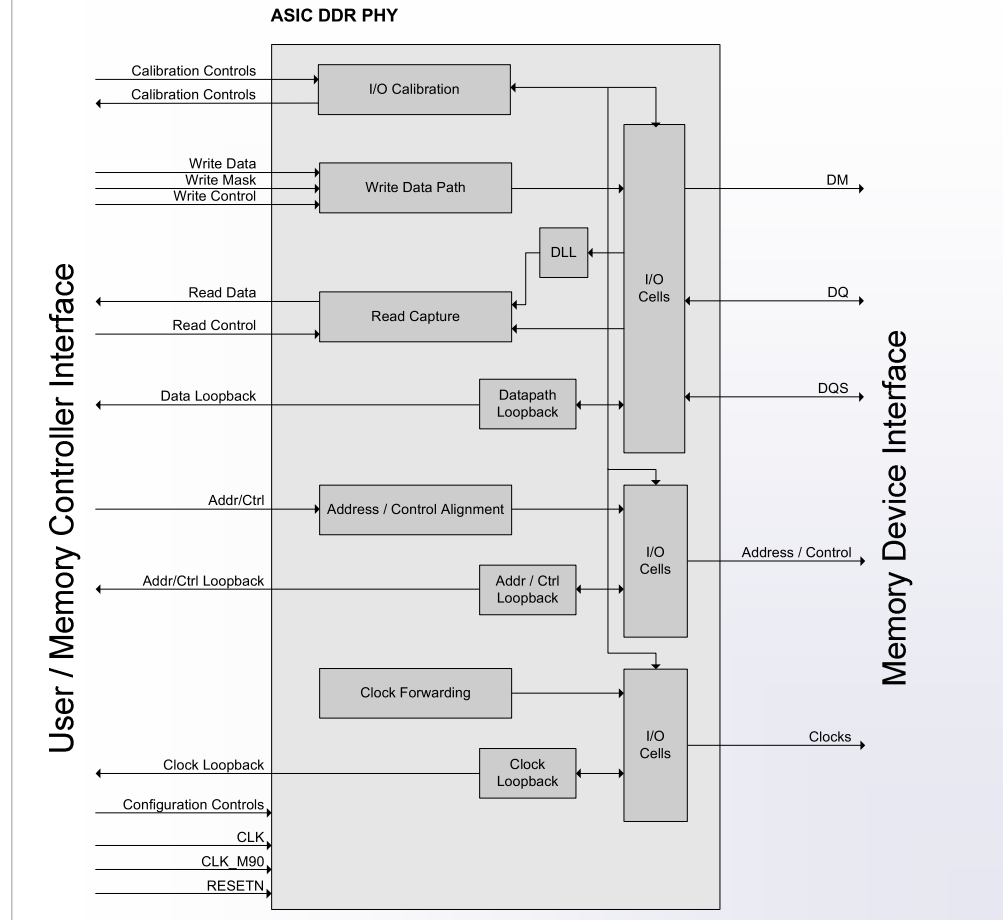 ASIC DDR PHY
Calibration Controls
Calibration Controls
I/O Calibration
Write Data
Write Mask
Write Control
Write Data Path
DM
DLL
I/O
Cells
Read Data
Read Control
Read Capture
DQ
Data Loopback
Datapath
Loopback
DQS
Addr/Ctrl
Address / Control Alignment
I/O
Cells
Address / Control
Addr/Ctrl Loopback
Addr / Ctrl
Loopback
Clock Forwarding
I/O
Cells
Clocks
Clock Loopback
Clock
Loopback
Configuration Controls
CLK
CLK_M90
RESETN
User / Memory Controller Interface
Memory Device Interface